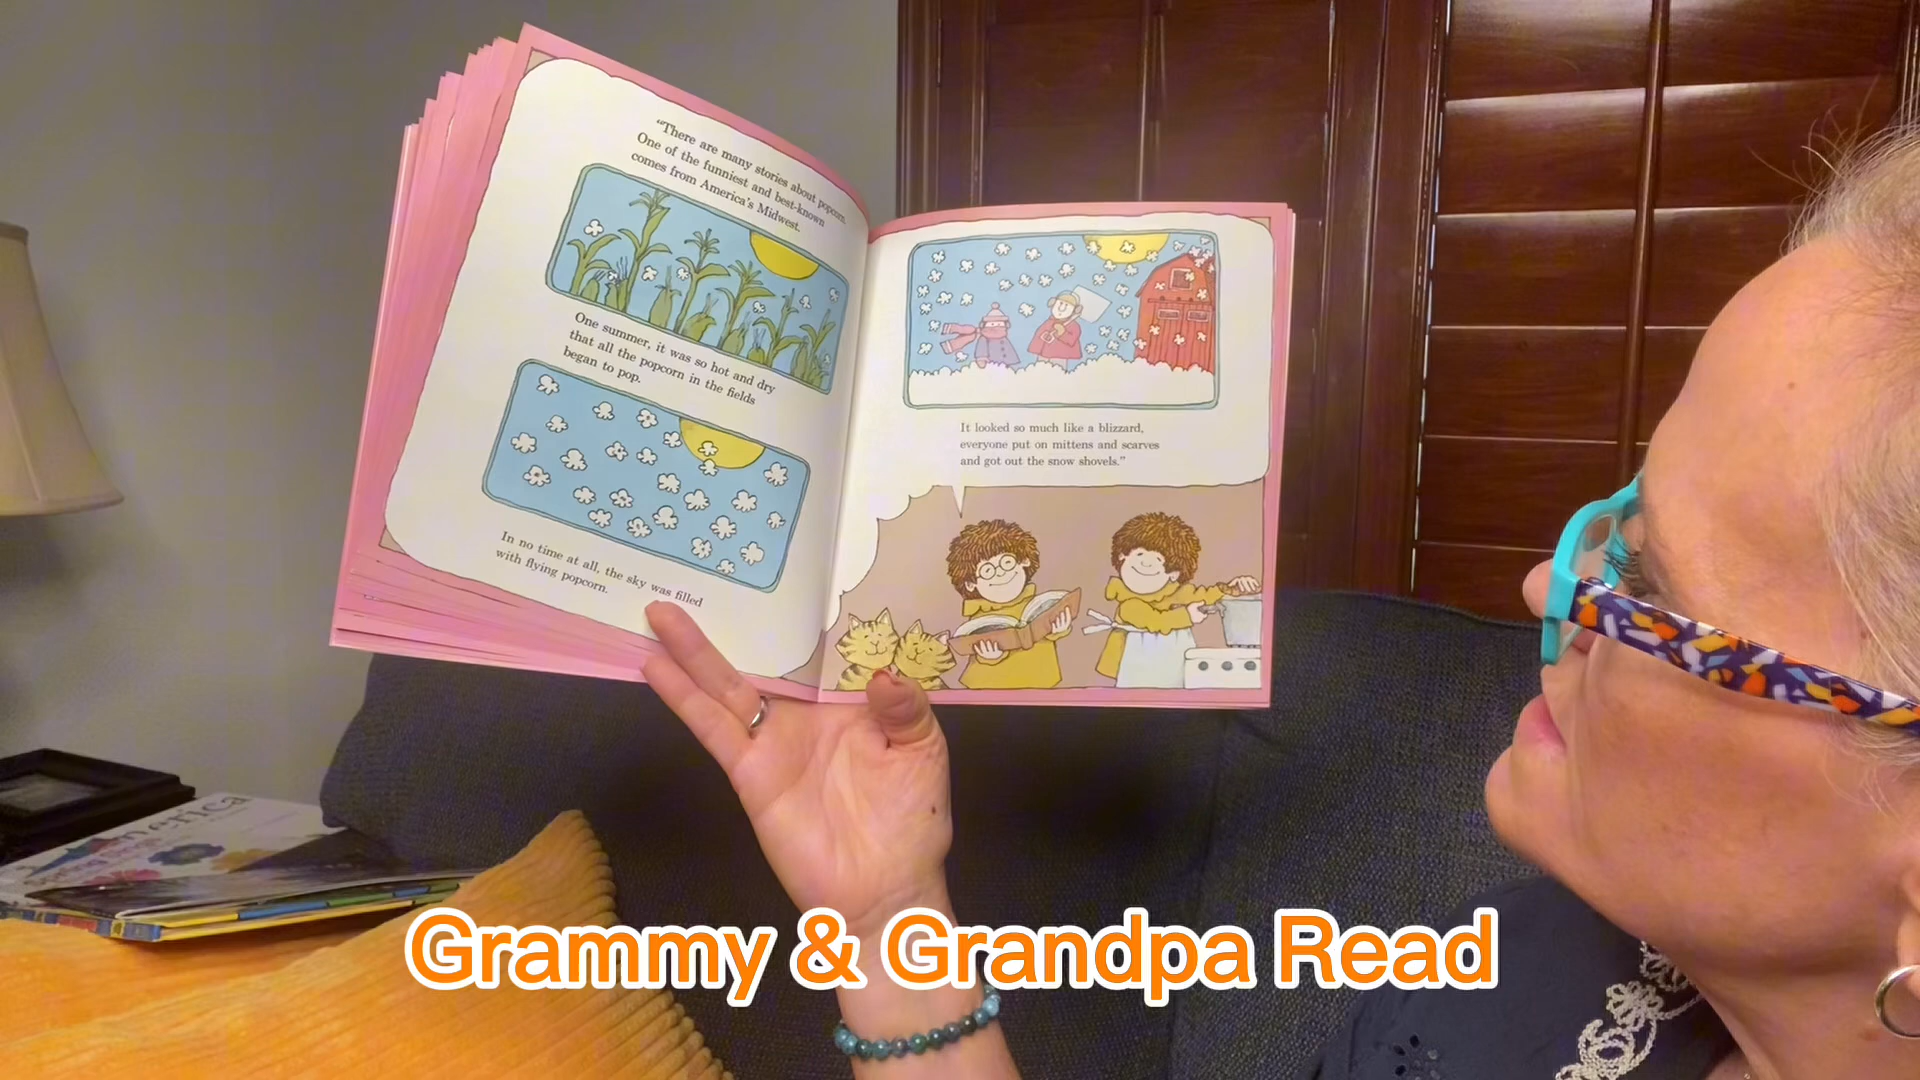 “There are many stories about popcorn.
One of the funniest and best-known
comes from America’s Midwest.
One summer, it was so hot and dry
that all the popcorn in the fields
began to pop.
In no time at all, the sky was filled
with flying popcorn.
It looked so much like a blizzard,
everyone put on mittens and scarves
and got out the snow shovels.”
merica
Grammy & Grandpa Read